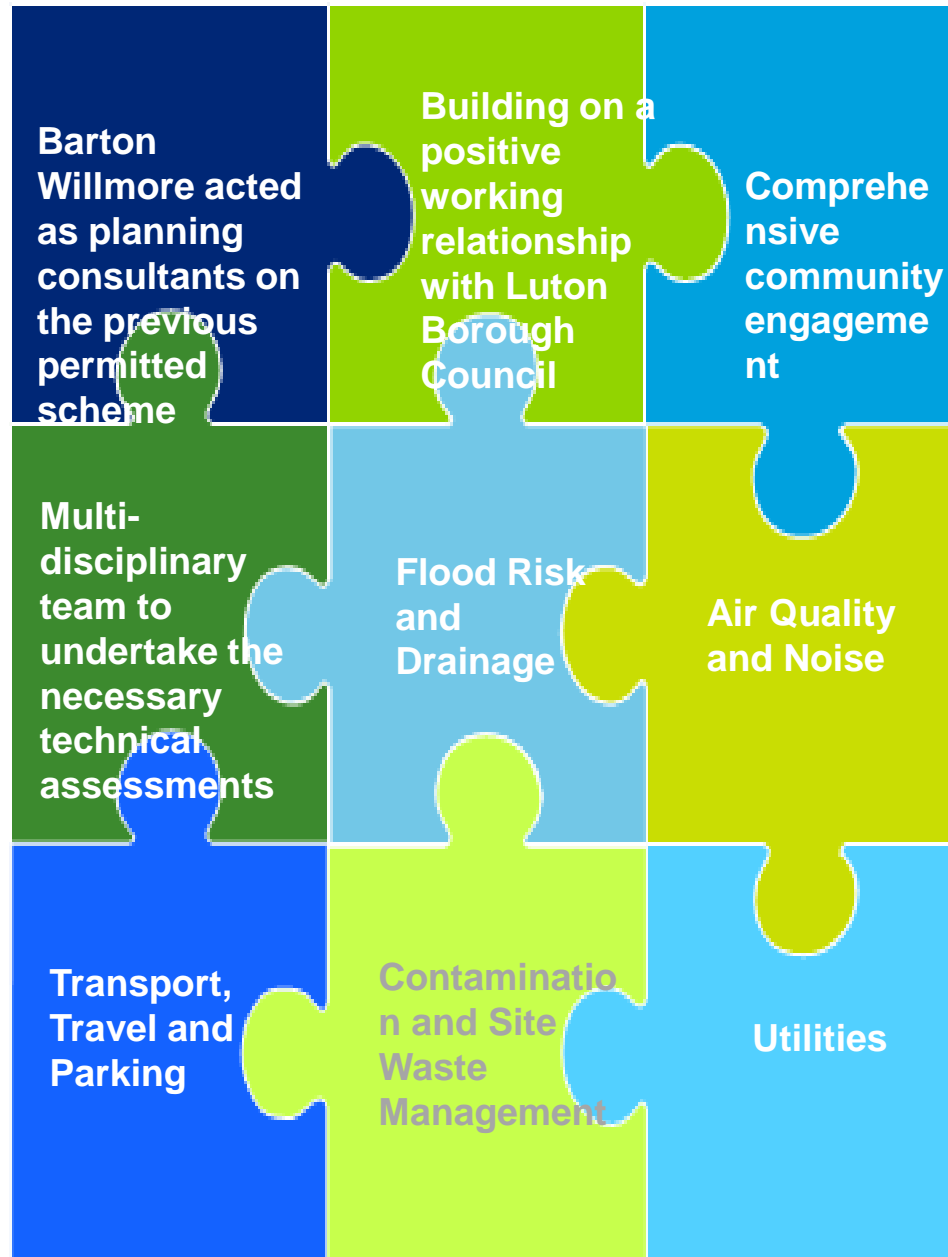 Barton
Willmore acted
as planning
consultants on
the previous
permitted
scheme
Building on a
positive
working
relationship
with Luton
Borough
Council
Comprehe
nsive
community
engageme
nt
Multi-
disciplinary
team to
undertake the
necessary
technical
assessments
Flood Risk
and
Drainage
Air Quality
and Noise
Transport,
Travel and
Parking
Contaminatio
n and Site
Waste
Management
Utilities